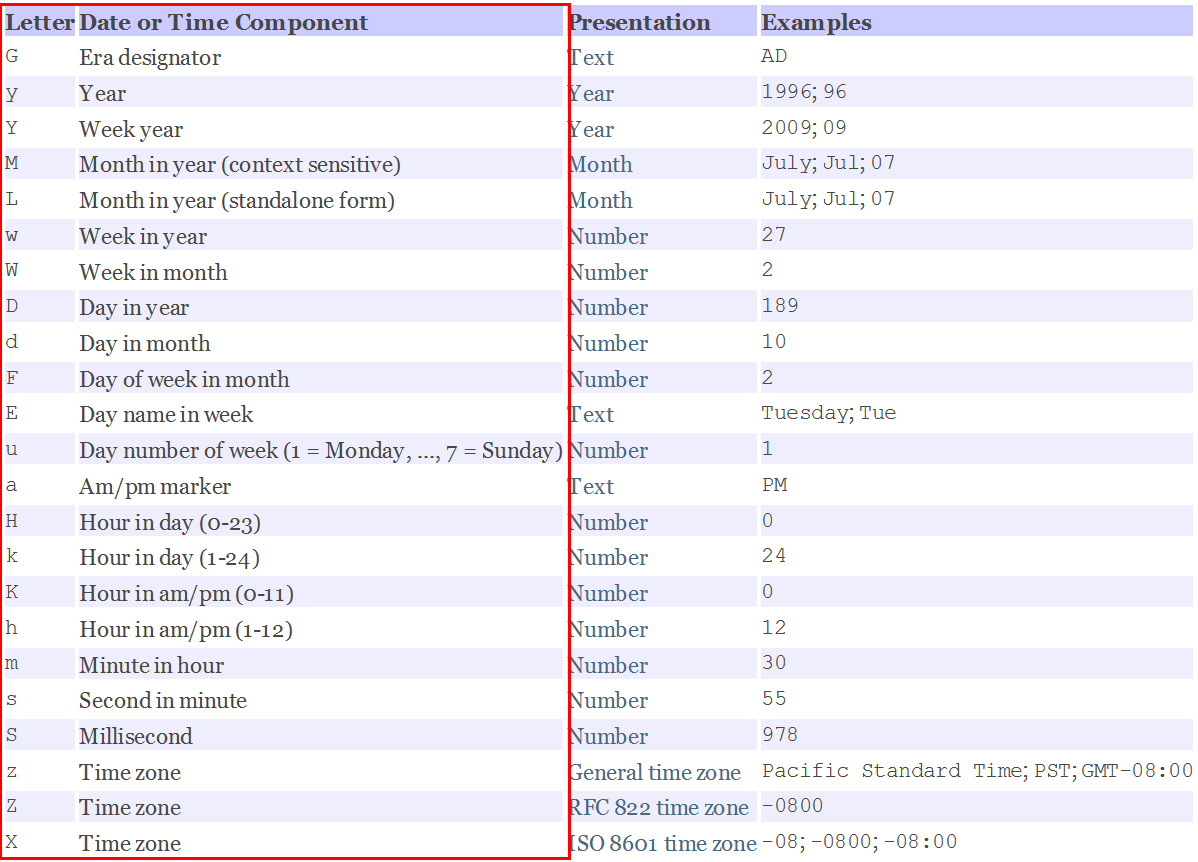 Letter Date or Time Component Presentation Examples
G Era designator Text AD
y Year Year 1996; 96
Y Week year Year 2009; 09
M Month in year (context sensitive) Month July; Jul; 07
L Month in year (standalone form) Month July; Jul; 07
w Week in year Number 27
W Week in month Number 2
D Day in year Number 189
d Day in month Number 10
F Day of week in month Number 2
E Day name in week Text Tuesday; Tue
u Day number of week (1 = Monday, ..., 7 = Sunday) Number 1
a Am/pm marker Text PM
H Hour in day (0-23) Number 0
k Hour in day (1-24) Number 24
K Hour in am/pm (0-11) Number 0
h Hour in am/pm (1-12) Number 12
m Minute in hour Number 30
s Second in minute Number 55
S Millisecond Number 978
z Time zone General time zone Pacific Standard Time; PST; GMT-08:00
Z Time zone RFC 822 time zone -0800
X Time zone ISO 8601 time zone -08; -0800; -08:00